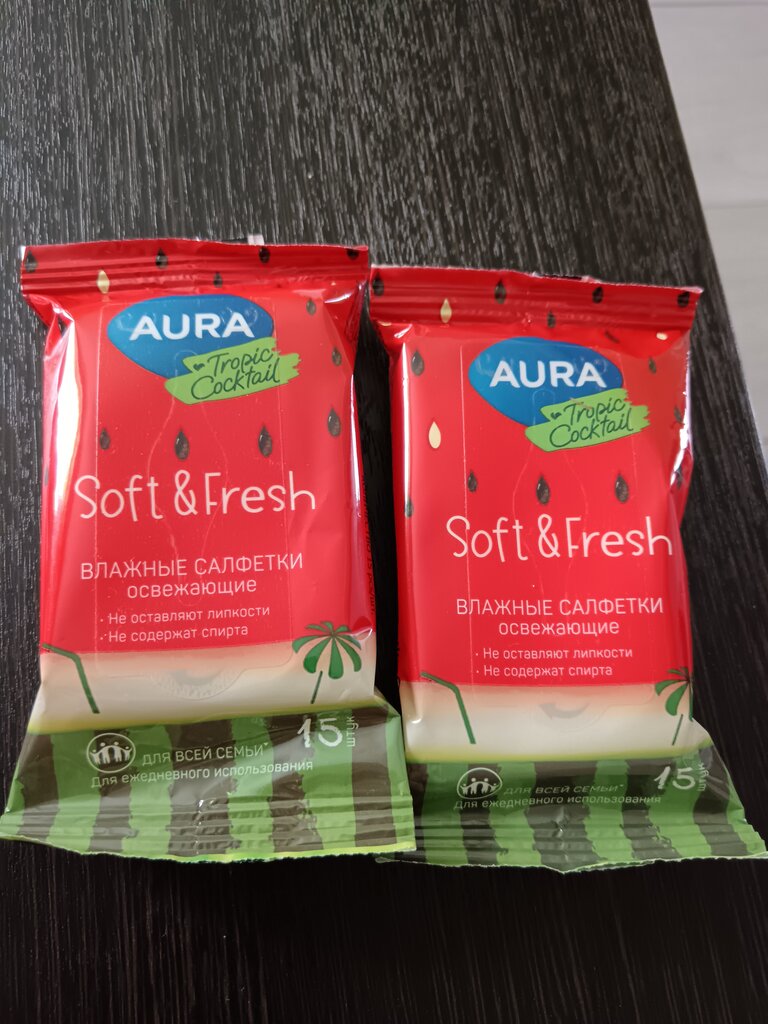 AURA
Tropic
Cocktail
Soft & Fresh
ВЛАЖНЫЕ САЛФЕТКИ
освежающие
· Не оставляют липкости
· Не содержат спирта
15 штук
ДЛЯ ВСЕЙ СЕМЬИ*
Для ежедневного использования
AURA
Tropic
Cocktail
Soft & Fresh
ВЛАЖНЫЕ САЛФЕТКИ
освежающие
· Не оставляют липкости
· Не содержат спирта
15 штук
ДЛЯ ВСЕЙ СЕМЬИ*
Для ежедневного использования